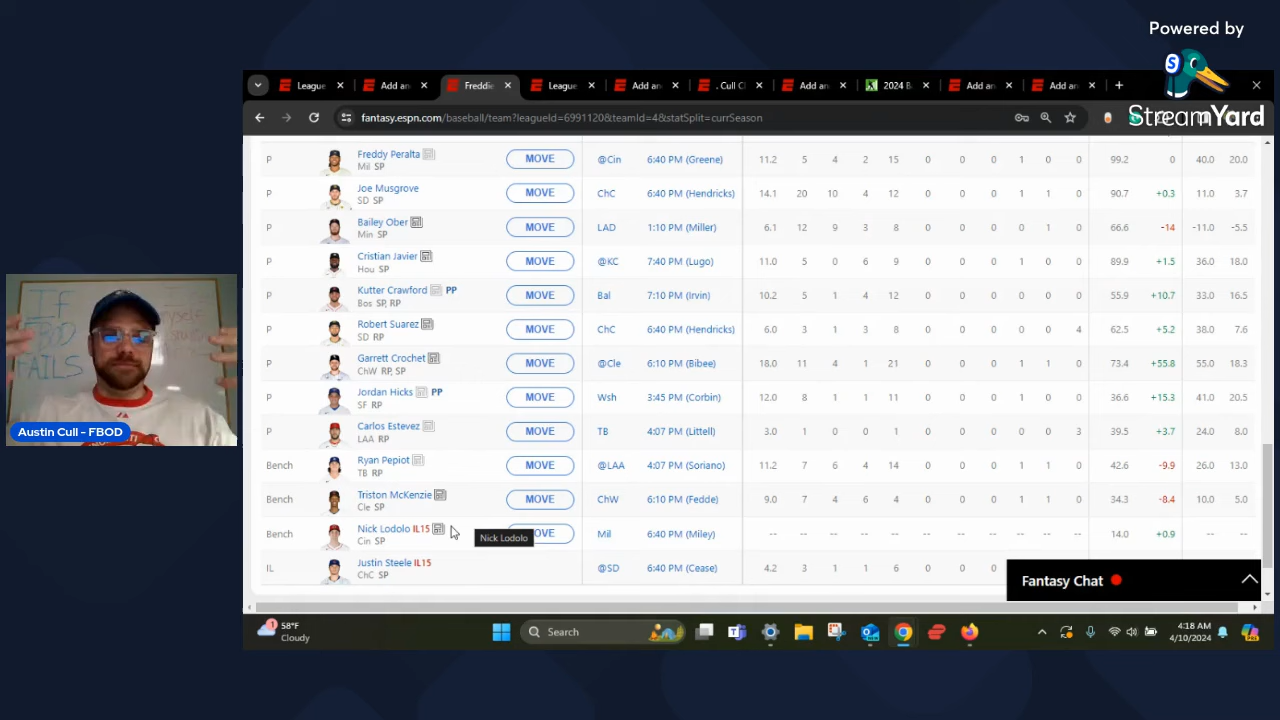 Powered by
StreamYard
League
Add an
Freddie
League
Add an
. Cull Cl
Add an
2024 B
Add an
Add an
fantasy.espn.com/baseball/team?leagueId=6991120&teamId=4&statSplit=currSeason
P Freddy Peralta MOVE @Cin 6:40 PM (Greene) 11.2 5 4 2 15 0 0 0 1 0 0 99.2 0 40.0 20.0
Mil SP
P Joe Musgrove MOVE ChC 6:40 PM (Hendricks) 14.1 20 10 4 12 0 0 0 1 1 0 90.7 +0.3 11.0 3.7
SD SP
P Bailey Ober MOVE LAD 1:10 PM (Miller) 6.1 12 9 3 8 0 0 0 0 1 0 66.6 -14 -11.0 -5.5
Min SP
P Cristian Javier MOVE @KC 7:40 PM (Lugo) 11.0 5 0 6 9 0 0 0 1 0 0 89.9 +1.5 36.0 18.0
Hou SP
P Kutter Crawford PP MOVE Bal 7:10 PM (Irvin) 10.2 5 1 4 12 0 0 0 0 0 0 55.9 +10.7 33.0 16.5
Bos SP, RP
P Robert Suarez MOVE ChC 6:40 PM (Hendricks) 6.0 3 1 3 8 0 0 0 0 0 4 62.5 +5.2 38.0 7.6
SD RP
P Garrett Crochet MOVE @Cle 6:10 PM (Bibee) 18.0 11 4 1 21 0 0 0 1 1 0 73.4 +55.8 55.0 18.3
ChW RP, SP
P Jordan Hicks PP MOVE Wsh 3:45 PM (Corbin) 12.0 8 1 1 11 0 0 0 1 0 0 36.6 +15.3 41.0 20.5
SF RP
P Carlos Estevez MOVE TB 4:07 PM (Littell) 3.0 1 0 0 1 0 0 0 0 0 3 39.5 +3.7 24.0 8.0
LAA RP
Bench Ryan Pepiot MOVE @LAA 4:07 PM (Soriano) 11.2 7 6 4 14 0 0 0 1 1 0 42.6 -9.9 26.0 13.0
TB RP
Bench Triston McKenzie MOVE ChW 6:10 PM (Fedde) 9.0 7 4 6 4 0 0 0 1 1 0 34.3 -8.4 10.0 5.0
Cle SP
Bench Nick Lodolo IL15 OVE Mil 6:40 PM (Miley) -- -- -- -- -- -- -- -- -- -- -- 14.0 +0.9 -- --
Cin SP
Nick Lodolo
IL Justin Steele IL15 @SD 6:40 PM (Cease) 4.2 3 1 1 6 0 0 0
ChC SP
Fantasy Chat
If
FBOD
FAILS
Austin Cull - FBOD
1
58°F
Cloudy
Search
4:18 AM
4/10/2024